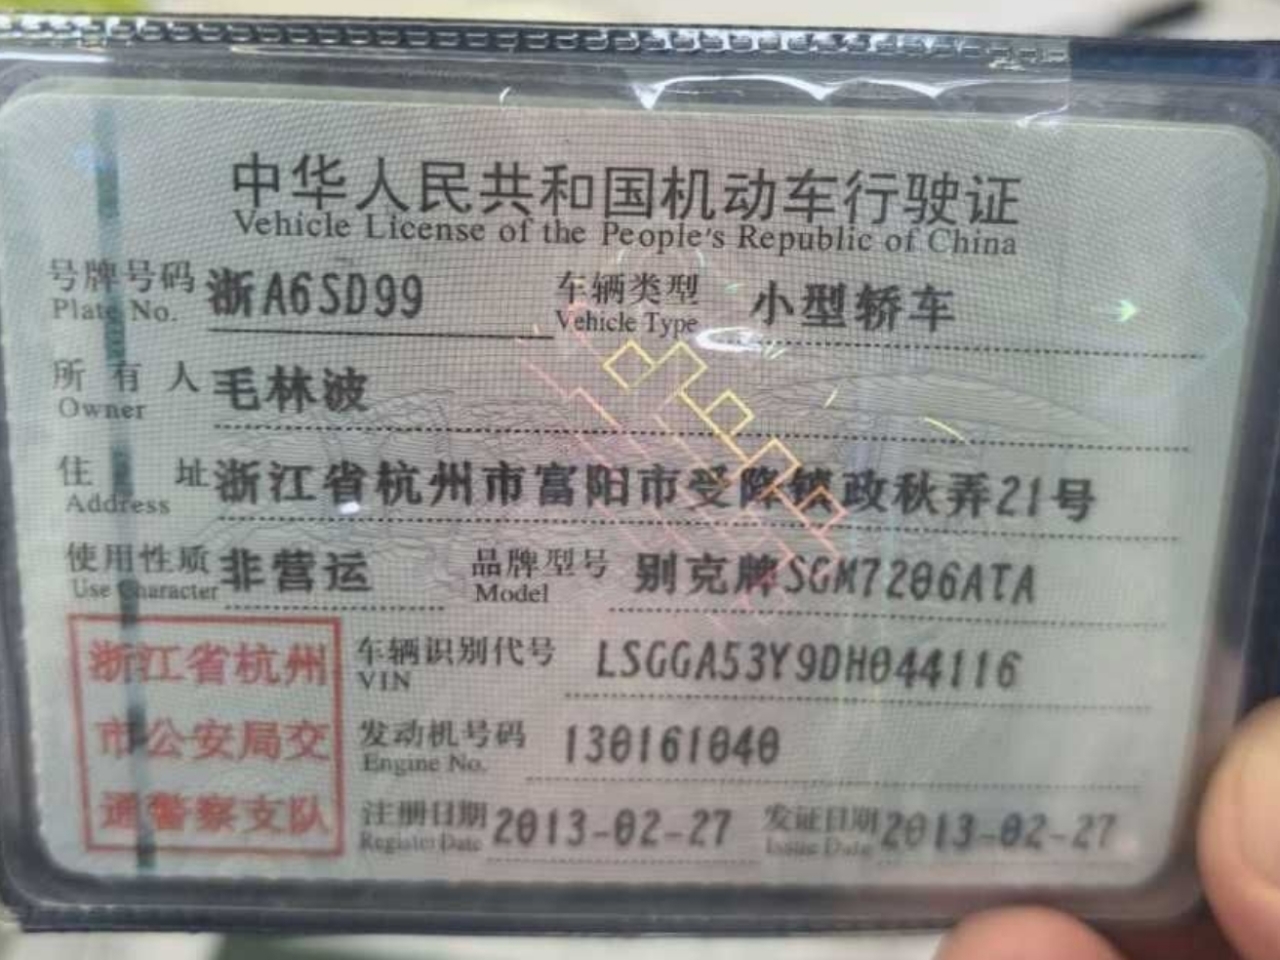 中华人民共和国机动车行驶证
Vehicle License of the People's Republic of China
号牌号码 浙A6SD99 车辆类型 小型轿车
Plate No. Vehicle Type
所有人 毛林波
Owner
住址 浙江省杭州市富阳市受降镇政秋弄21号
Address
使用性质 非营运 品牌型号 别克牌SGM7206ATA
Use Character Model
浙江省杭州
市公安局交
通警察支队
车辆识别代号 LSGGA53Y9DH044116
VIN
发动机号码 130161040
Engine No.
注册日期 2013-02-27 发证日期 2013-02-27
Register Date Issue Date